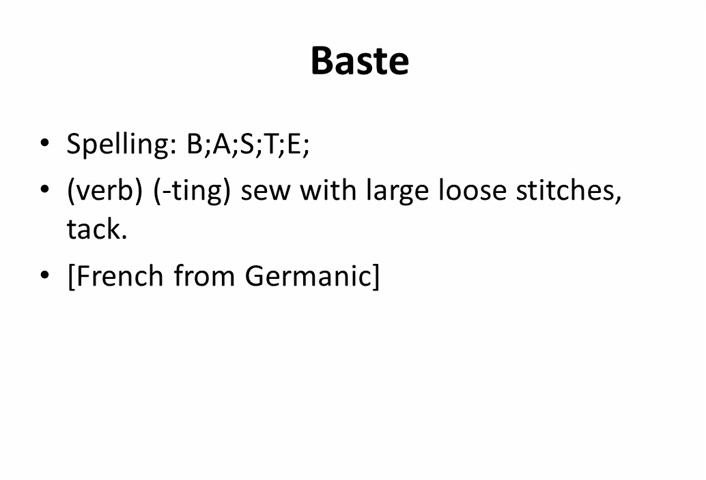 Baste
• Spelling: B;A;S;T;E;
• (verb) (-ting) sew with large loose stitches,
tack.
• [French from Germanic]